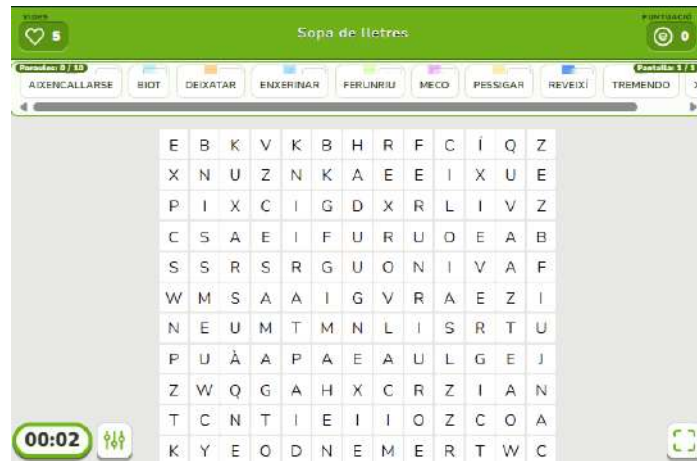 VIDES
5
Sopa de lletres
PUNTUACIÓ
0
Paraules: 0 / 10
Pantalla: 1 / 1
AIXENCALLARSE BIOT DEIXATAR ENXERINAR FERUNRIU MECO PESSIGAR REVEIXÍ TREMENDO
E B K V K B H R F C Í Q Z
X N U Z N K A E E I X U E
P I X C I G D X R L I V Z
C S A E I F U R U O E A B
S S R S R G U O N I V A F
W M S A A I G V R A E Z I
N E U M T M N L I S R T U
P U À A P A E A U L G E J
Z W Q G A H X C R Z I A N
T C N T I E I I O Z C O A
K Y E O D N E M E R T W C
00:02